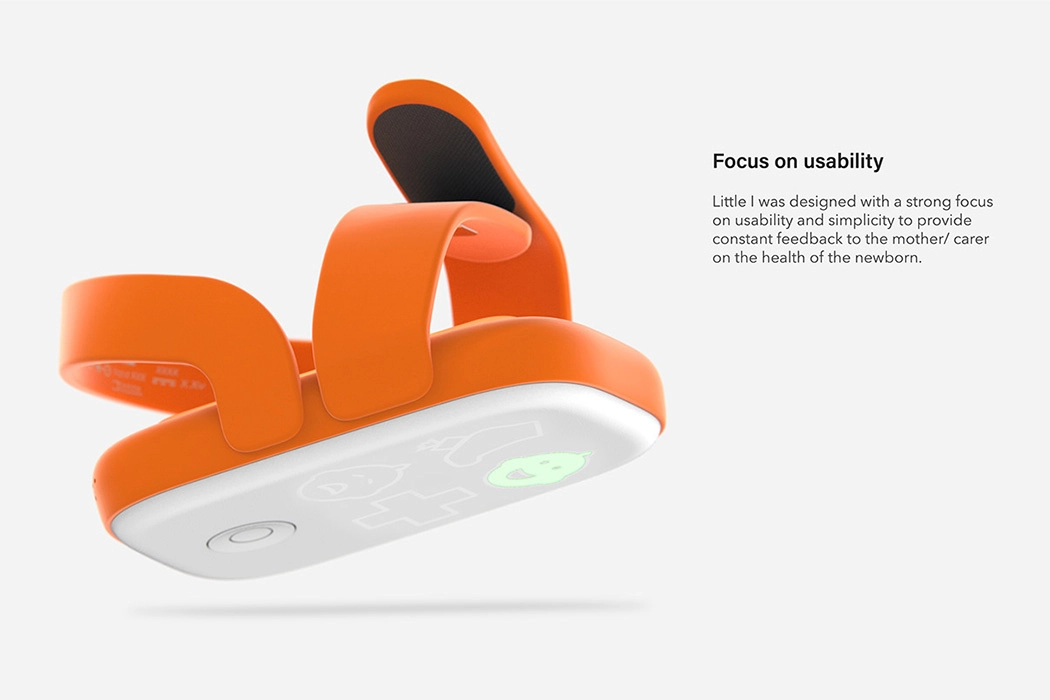 Focus on usability
Little I was designed with a strong focus
on usability and simplicity to provide
constant feedback to the mother/ carer
on the health of the newborn.